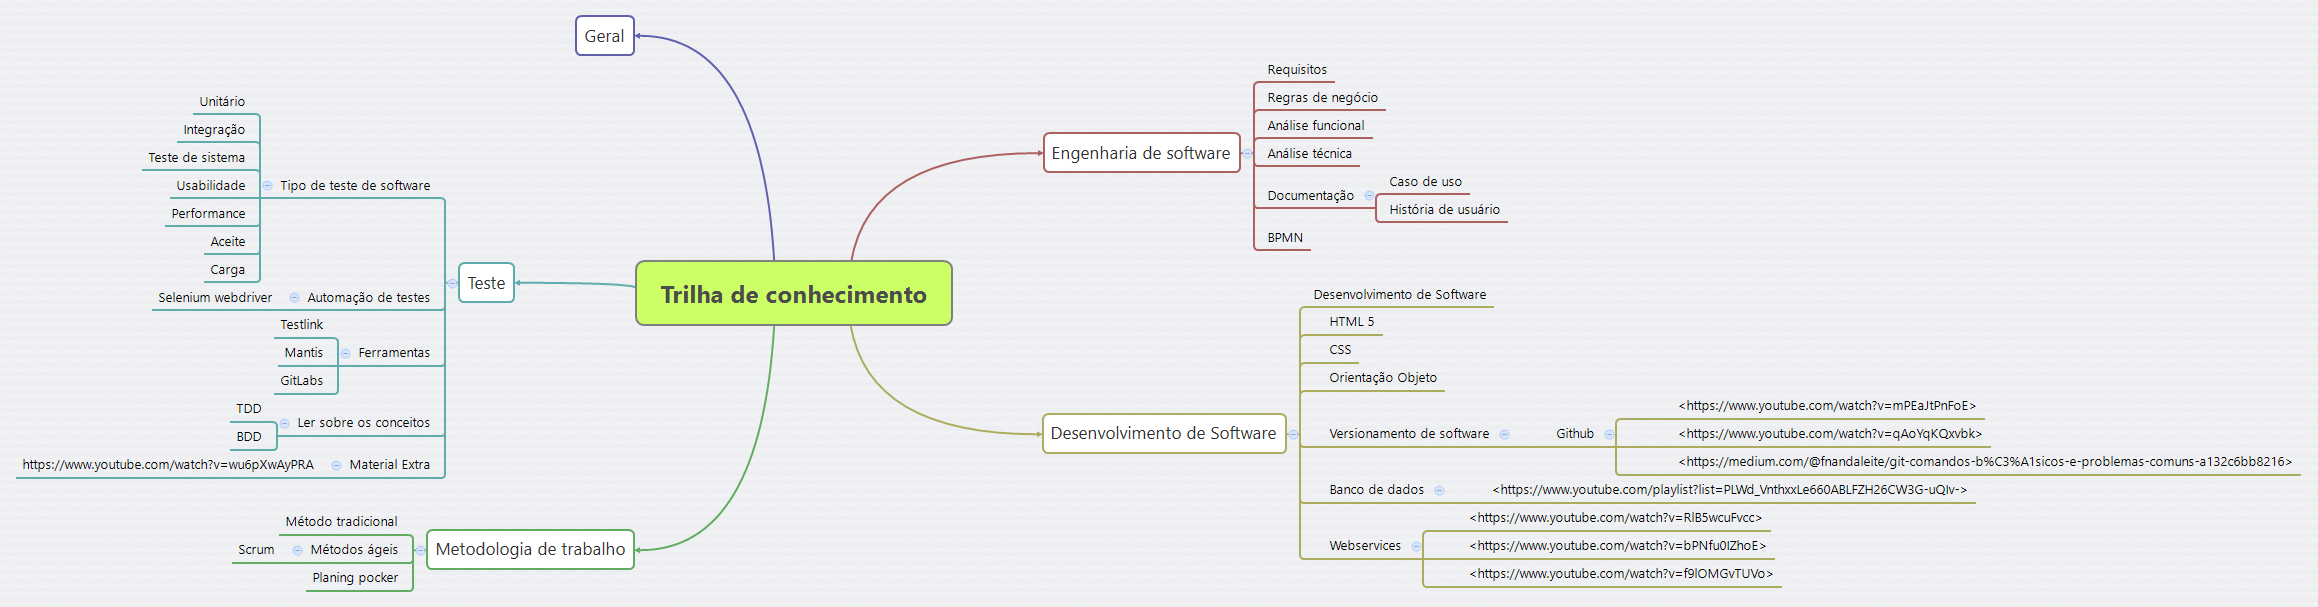 Trilha de conhecimento
Geral
Engenharia de software
Requisitos
Regras de negócio
Análise funcional
Análise técnica
Documentação
Caso de uso
História de usuário
BPMN
Desenvolvimento de Software
Desenvolvimento de Software
HTML 5
CSS
Orientação Objeto
Versionamento de software
Github
<https://www.youtube.com/watch?v=mPEaJtPnFoE>
<https://www.youtube.com/watch?v=qAoYqKQxvbk>
<https://medium.com/@fnandaleite/git-comandos-b%C3%A1sicos-e-problemas-comuns-a132c6bb8216>
Banco de dados
<https://www.youtube.com/playlist?list=PLWd_VnthxxLe660ABLFZH26CW3G-uQIv->
Webservices
<https://www.youtube.com/watch?v=RlB5wcuFvcc>
<https://www.youtube.com/watch?v=bPNfu0IZhoE>
<https://www.youtube.com/watch?v=f9lOMGvTUVo>
Teste
Tipo de teste de software
Unitário
Integração
Teste de sistema
Usabilidade
Performance
Aceite
Carga
Automação de testes
Selenium webdriver
Ferramentas
Testlink
Mantis
GitLabs
Ler sobre os conceitos
TDD
BDD
Material Extra
https://www.youtube.com/watch?v=wu6pXwAyPRA
Metodologia de trabalho
Método tradicional
Métodos ágeis
Scrum
Planing pocker